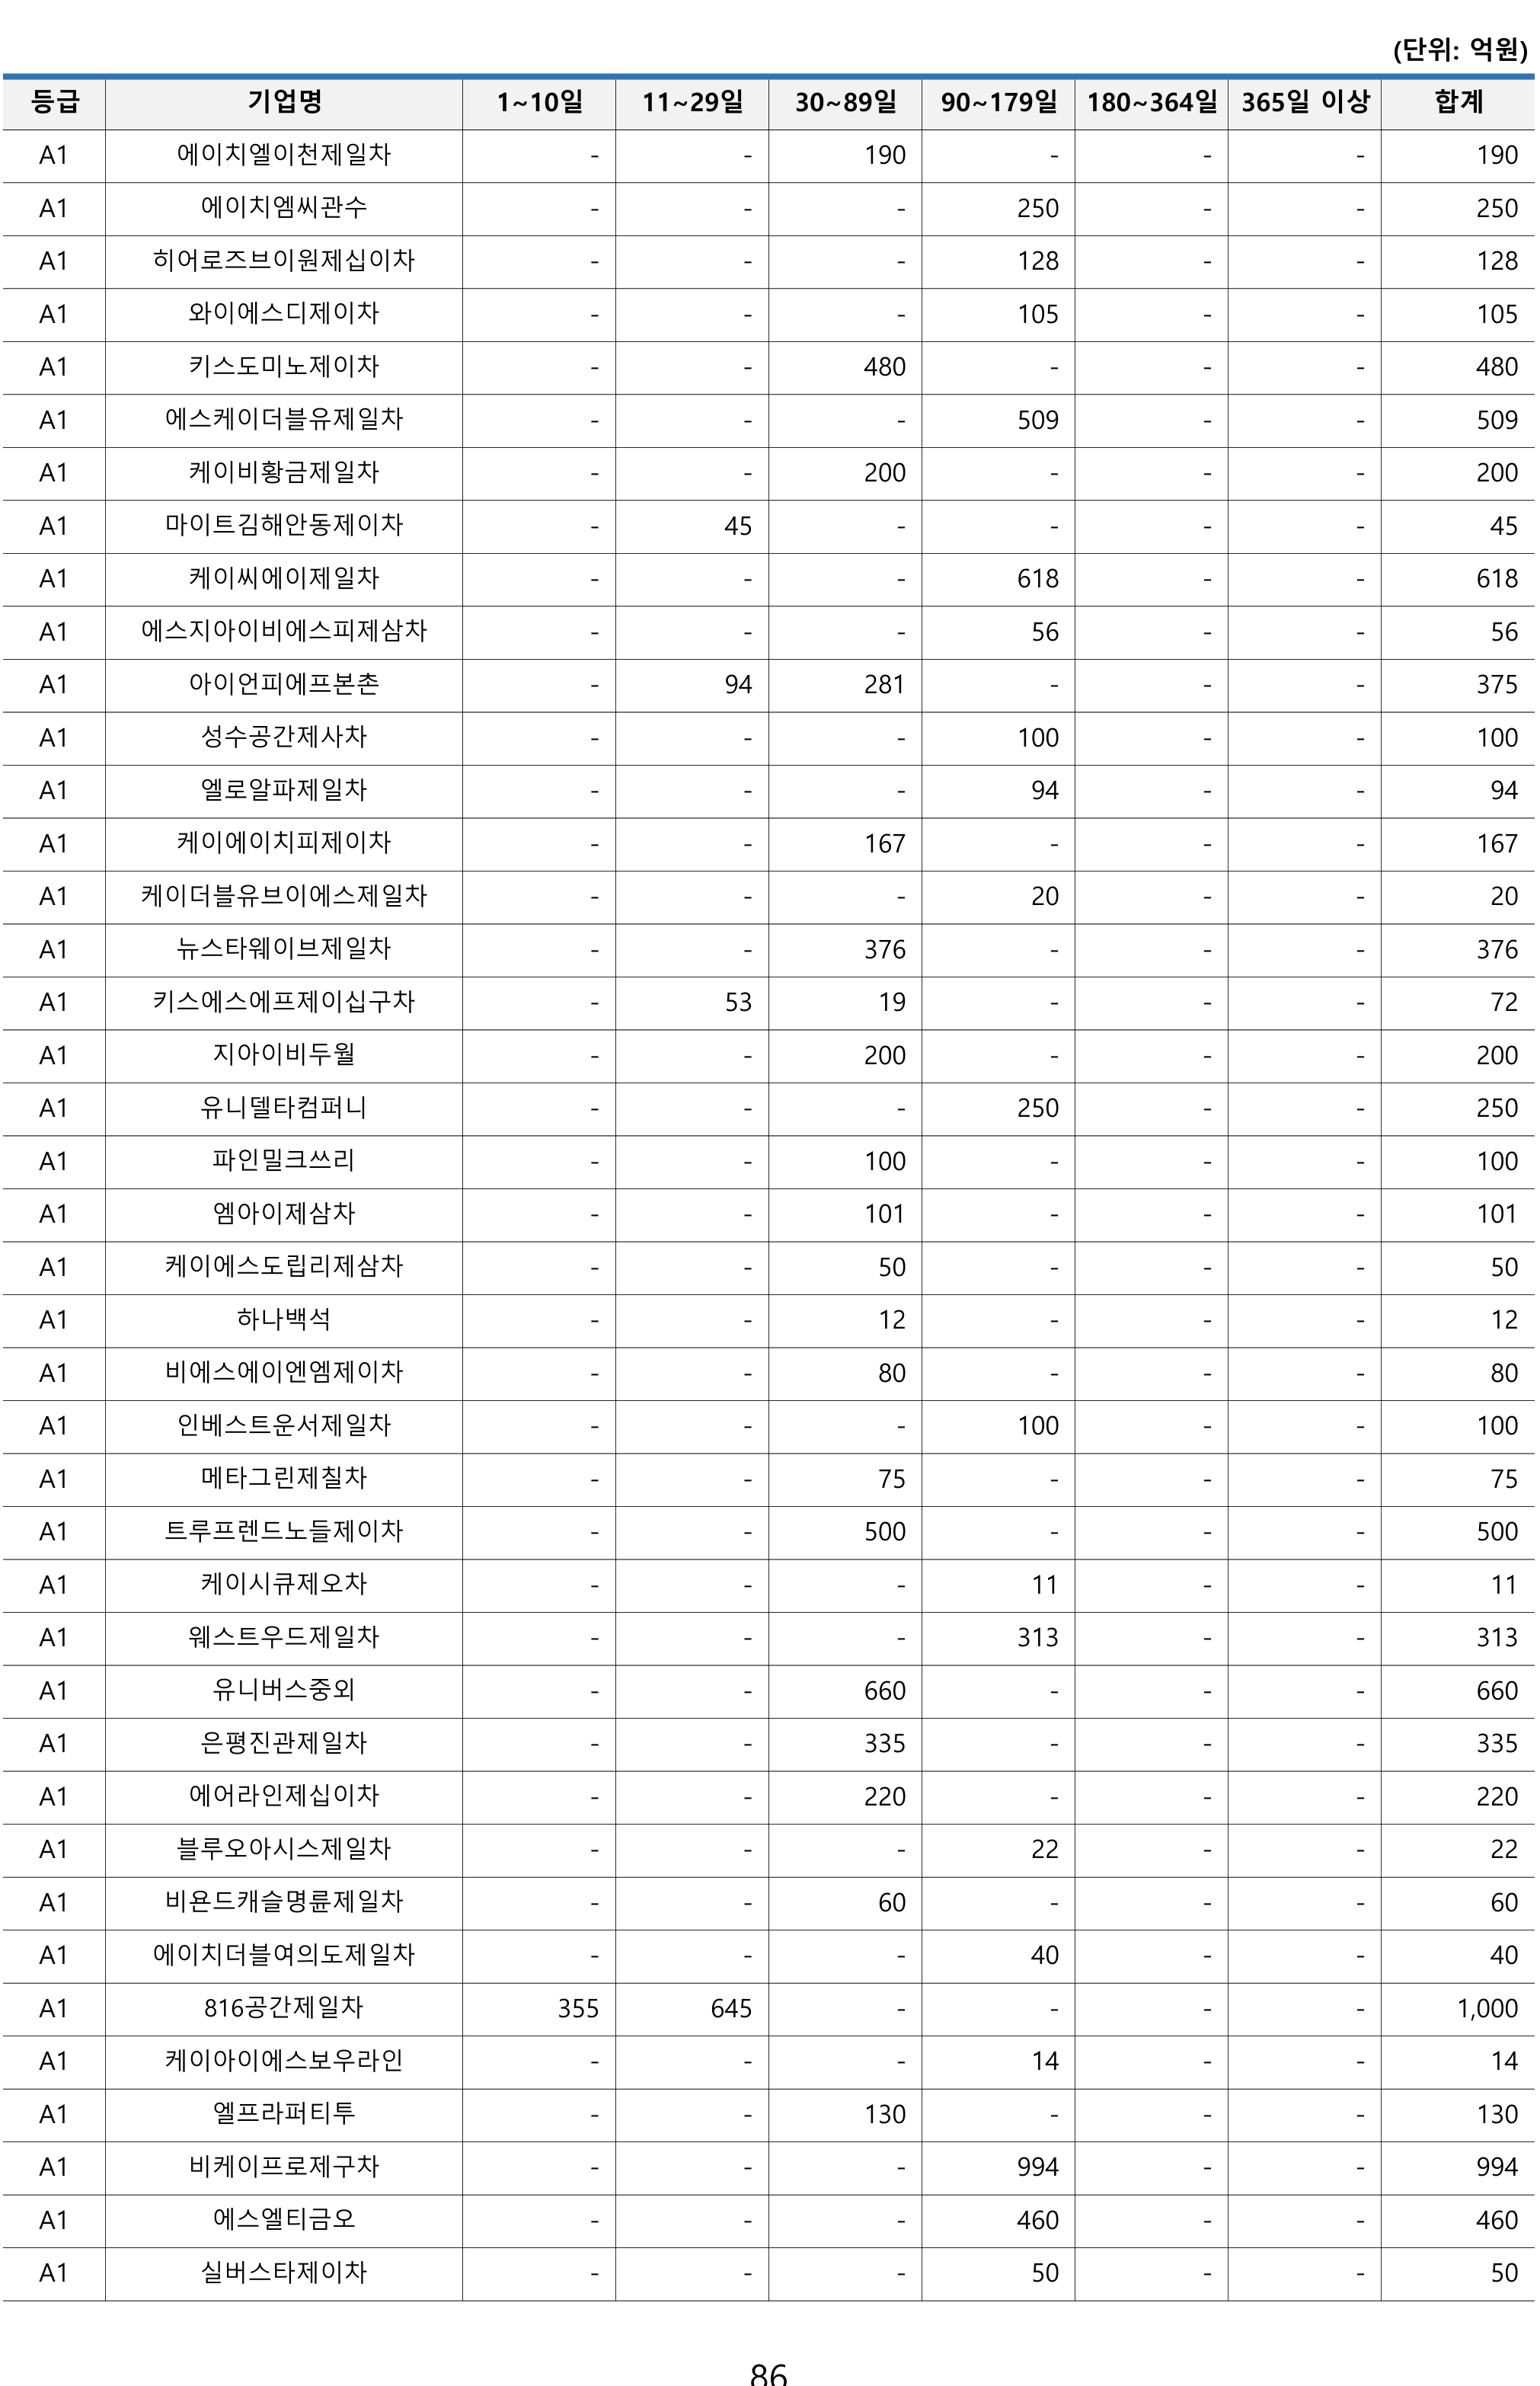 (단위: 억원)
등급 기업명 1~10일 11~29일 30~89일 90~179일 180~364일 365일 이상 합계
A1 에이치엘이천제일차 - - 190 - - - 190
A1 에이치엠씨관수 - - - 250 - - 250
A1 히어로즈브이원제십이차 - - - 128 - - 128
A1 와이에스디제이차 - - - 105 - - 105
A1 키스도미노제이차 - - 480 - - - 480
A1 에스케이더블유제일차 - - - 509 - - 509
A1 케이비황금제일차 - - 200 - - - 200
A1 마이트김해안동제이차 - 45 - - - - 45
A1 케이씨에이제일차 - - - 618 - - 618
A1 에스지아이비에스피제삼차 - - - 56 - - 56
A1 아이언피에프본촌 - 94 281 - - - 375
A1 성수공간제사차 - - - 100 - - 100
A1 엘로알파제일차 - - - 94 - - 94
A1 케이에이치피제이차 - - 167 - - - 167
A1 케이더블유브이에스제일차 - - - 20 - - 20
A1 뉴스타웨이브제일차 - - 376 - - - 376
A1 키스에스에프제이십구차 - 53 19 - - - 72
A1 지아이비두월 - - 200 - - - 200
A1 유니델타컴퍼니 - - - 250 - - 250
A1 파인밀크쓰리 - - 100 - - - 100
A1 엠아이제삼차 - - 101 - - - 101
A1 케이에스도립리제삼차 - - 50 - - - 50
A1 하나백석 - - 12 - - - 12
A1 비에스에이엔엠제이차 - - 80 - - - 80
A1 인베스트운서제일차 - - - 100 - - 100
A1 메타그린제칠차 - - 75 - - - 75
A1 트루프렌드노들제이차 - - 500 - - - 500
A1 케이시큐제오차 - - - 11 - - 11
A1 웨스트우드제일차 - - - 313 - - 313
A1 유니버스중외 - - 660 - - - 660
A1 은평진관제일차 - - 335 - - - 335
A1 에어라인제십이차 - - 220 - - - 220
A1 블루오아시스제일차 - - - 22 - - 22
A1 비욘드캐슬명륜제일차 - - 60 - - - 60
A1 에이치더블여의도제일차 - - - 40 - - 40
A1 816공간제일차 355 645 - - - - 1,000
A1 케이아이에스보우라인 - - - 14 - - 14
A1 엘프라퍼티투 - - 130 - - - 130
A1 비케이프로제구차 - - - 994 - - 994
A1 에스엘티금오 - - - 460 - - 460
A1 실버스타제이차 - - - 50 - - 50
86